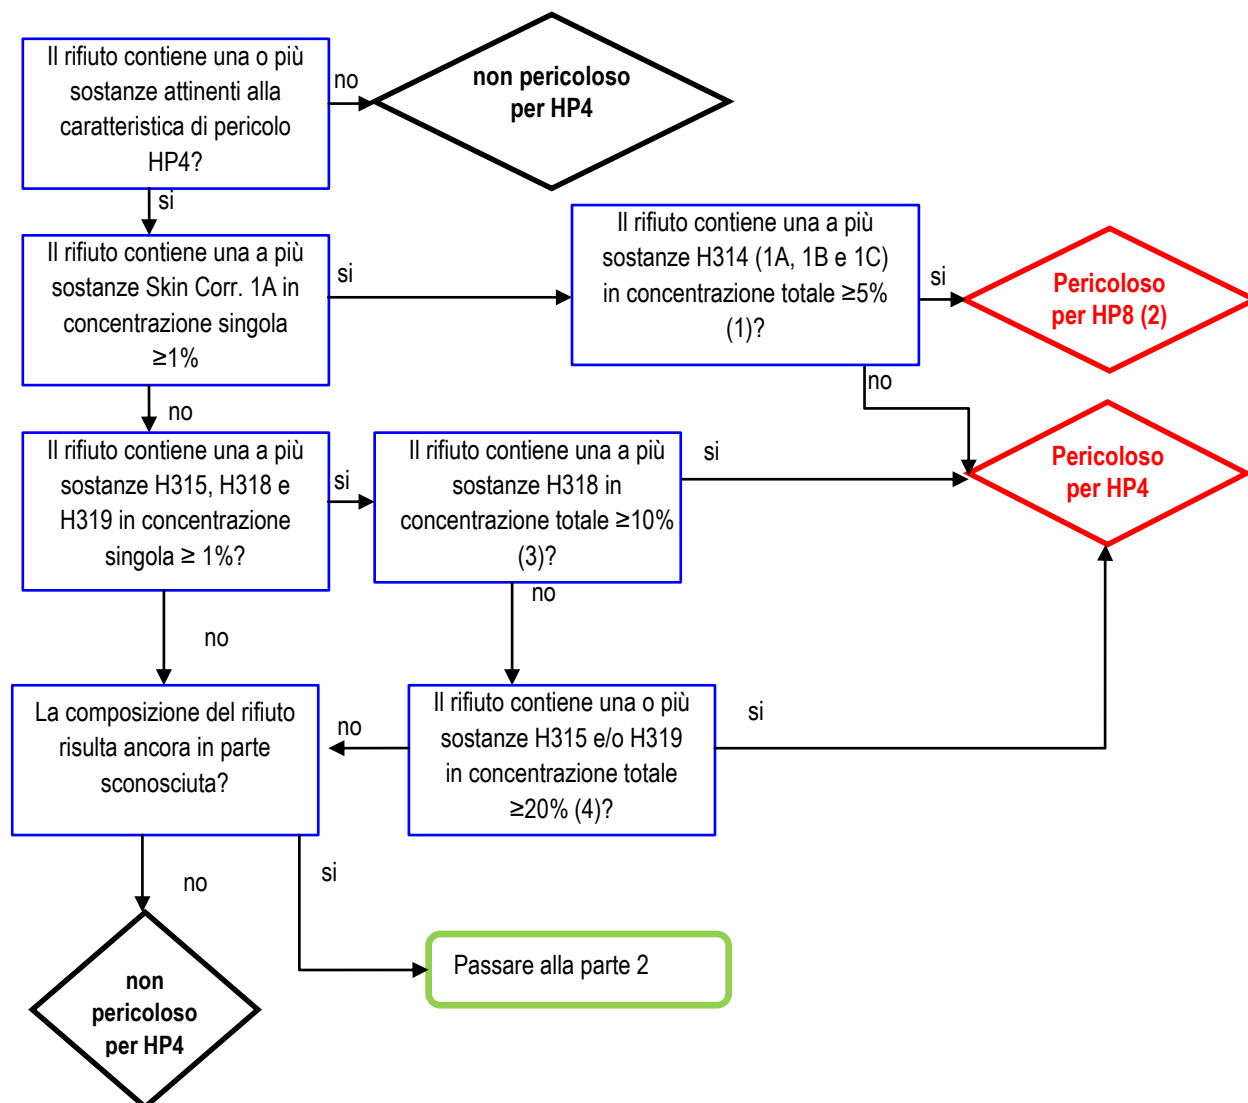 Il rifiuto contiene una o più
sostanze attinenti alla
caratteristica di pericolo
HP4?
no
non pericoloso
per HP4
si
Il rifiuto contiene una a più
sostanze Skin Corr. 1A in
concentrazione singola
≥1%
si
Il rifiuto contiene una a più
sostanze H314 (1A, 1B e 1C)
in concentrazione totale ≥5%
(1)?
si
Pericoloso
per HP8 (2)
no
no
Il rifiuto contiene una a più
sostanze H315, H318 e
H319 in concentrazione
singola ≥ 1%?
si
Il rifiuto contiene una a più
sostanze H318 in
concentrazione totale ≥10%
(3)?
si
Pericoloso
per HP4
no
no
La composizione del rifiuto
risulta ancora in parte
sconosciuta?
no
Il rifiuto contiene una o più
sostanze H315 e/o H319
in concentrazione totale
≥20% (4)?
si
no
si
non
pericoloso
per HP4
Passare alla parte 2